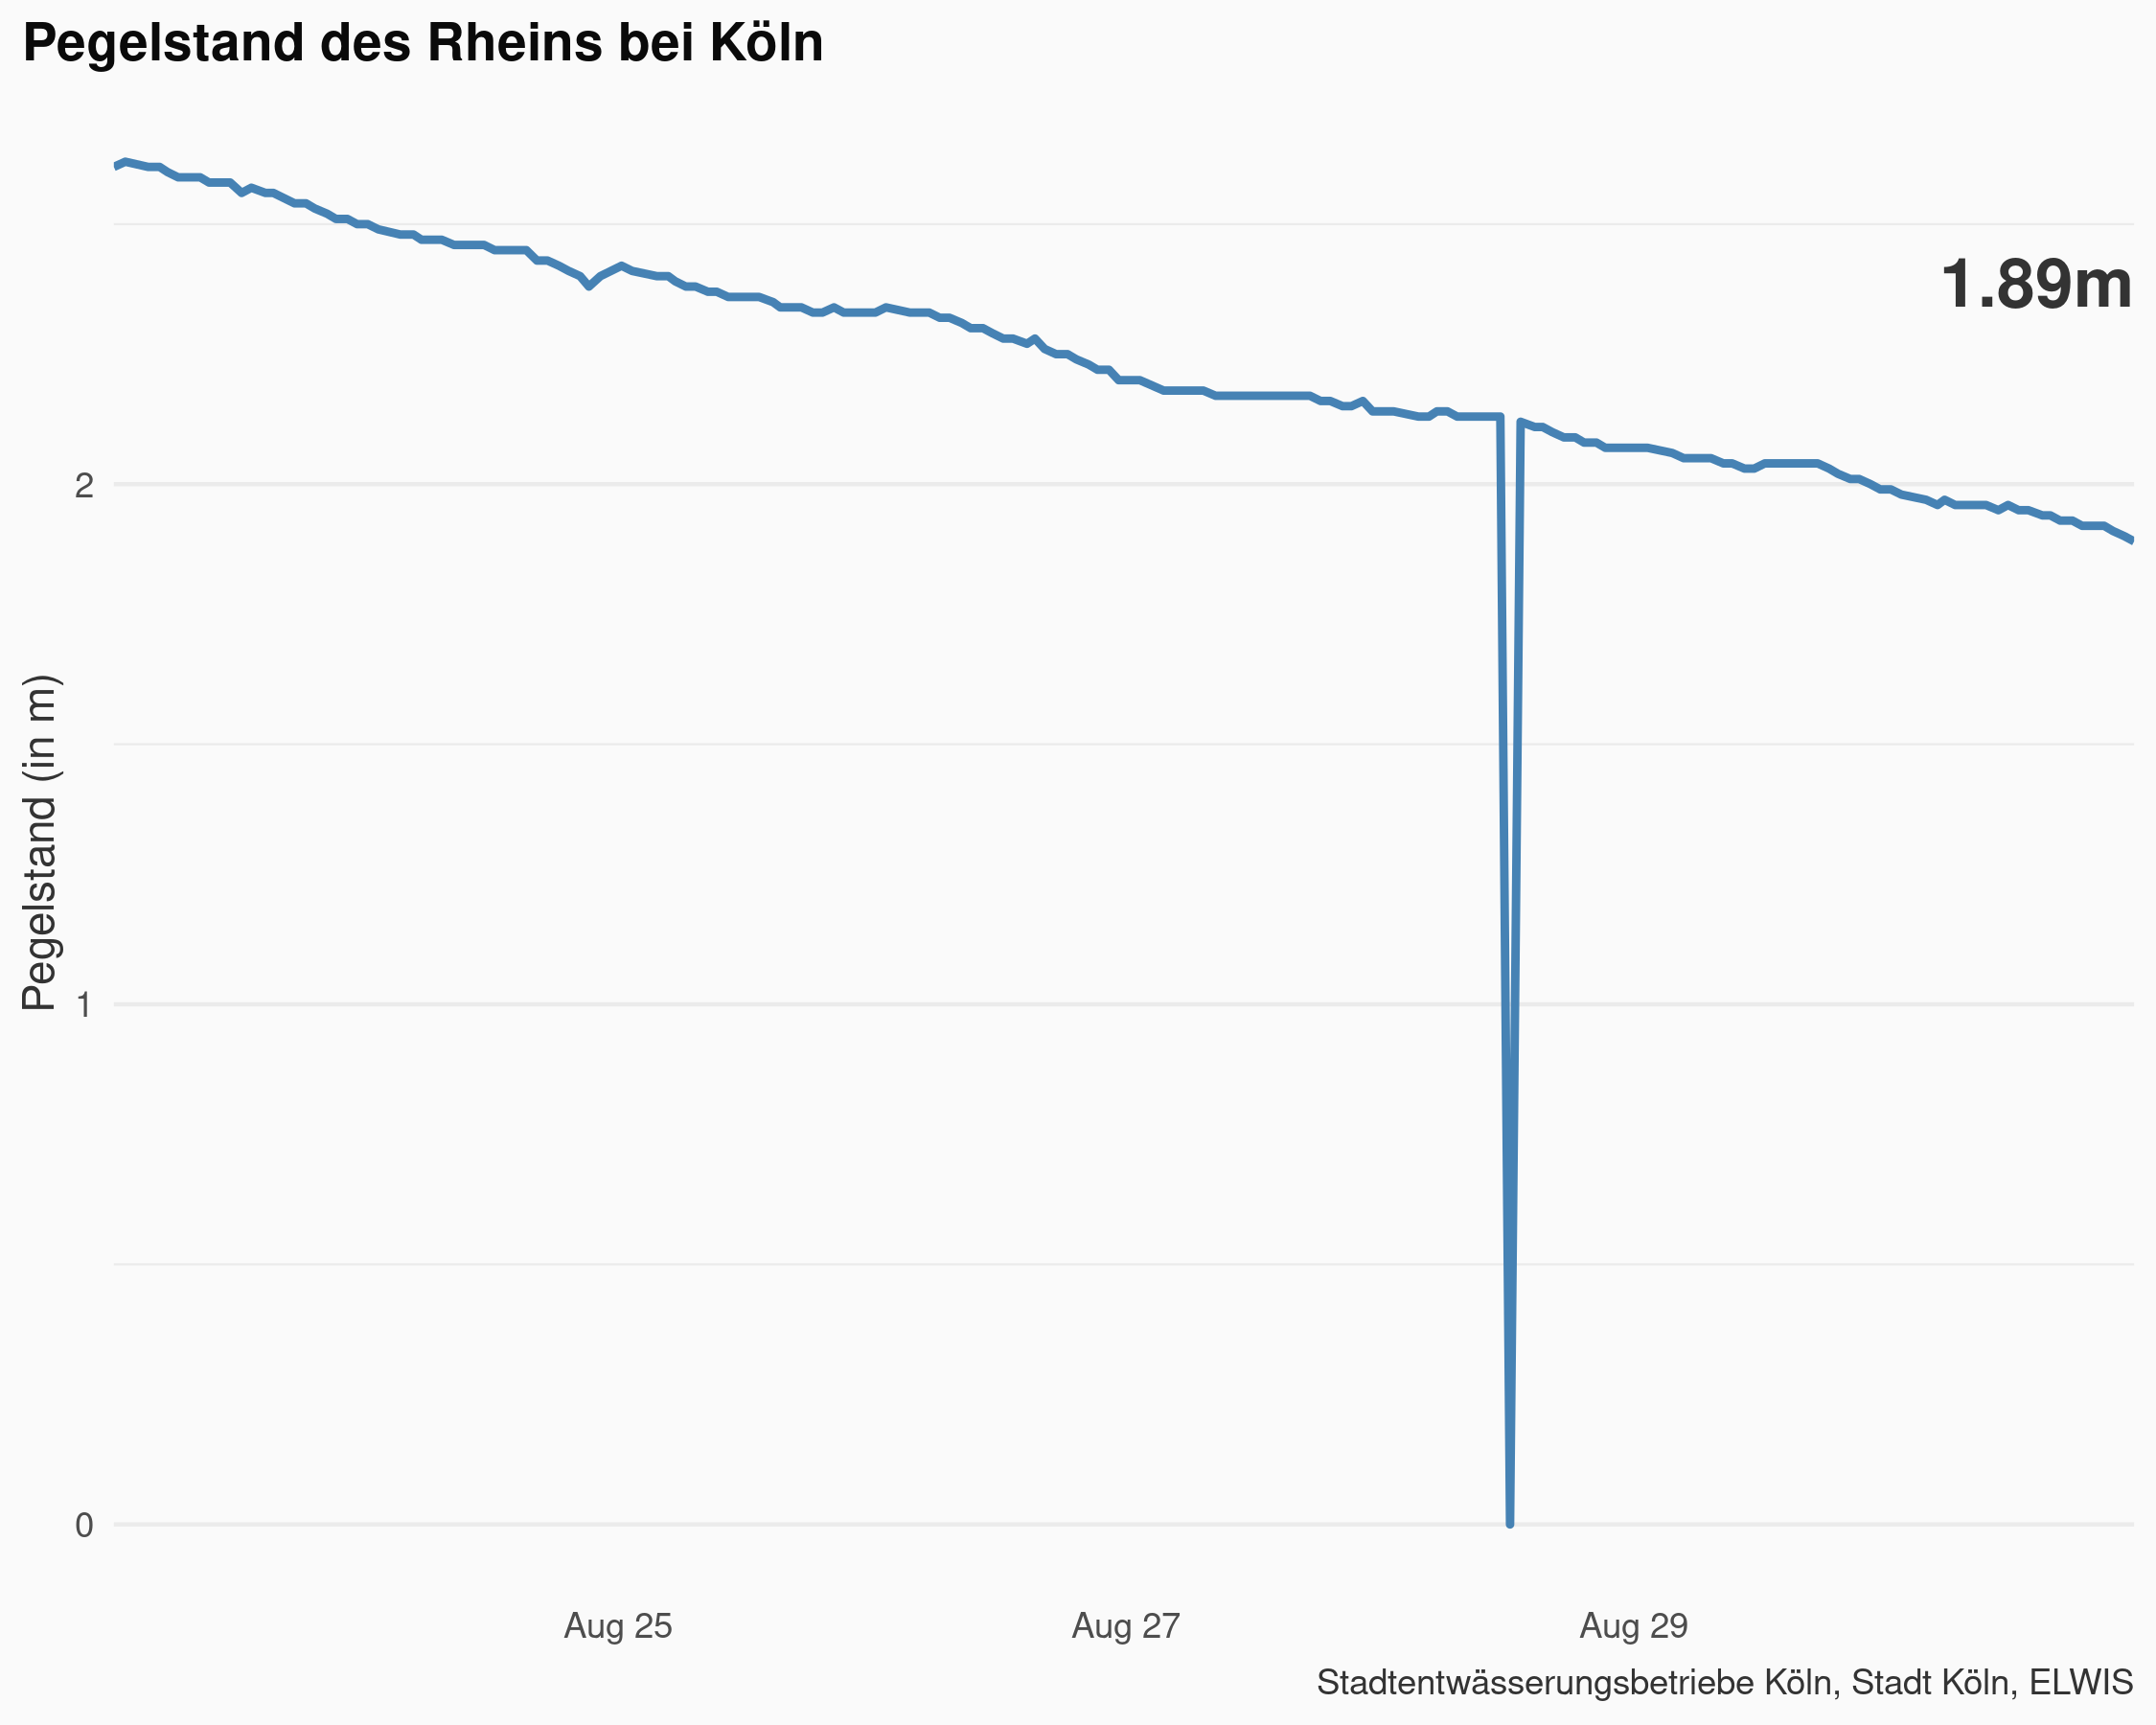 Pegelstand des Rheins bei Köln
1.89m
Pegelstand (in m)
2
1
0
Aug 25
Aug 27
Aug 29
Stadtentwässerungsbetriebe Köln, Stadt Köln, ELWIS